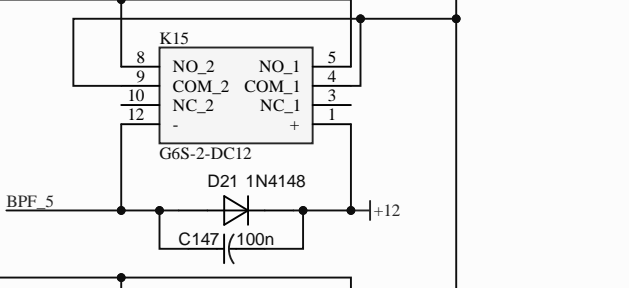 K15
8 NO_2 NO_1 5
9 COM_2 COM_1 4
10 NC_2 NC_1 3
12 - + 1
G6S-2-DC12
D21 1N4148
BPF_5 +12
C147 100n